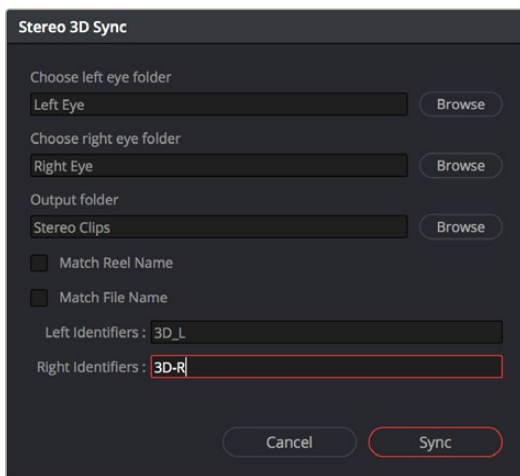 Stereo 3D Sync
Choose left eye folder
Left Eye Browse
Choose right eye folder
Right Eye Browse
Output folder
Stereo Clips Browse
Match Reel Name
Match File Name
Left Identifiers : 3D_L
Right Identifiers : 3D-R
Cancel Sync